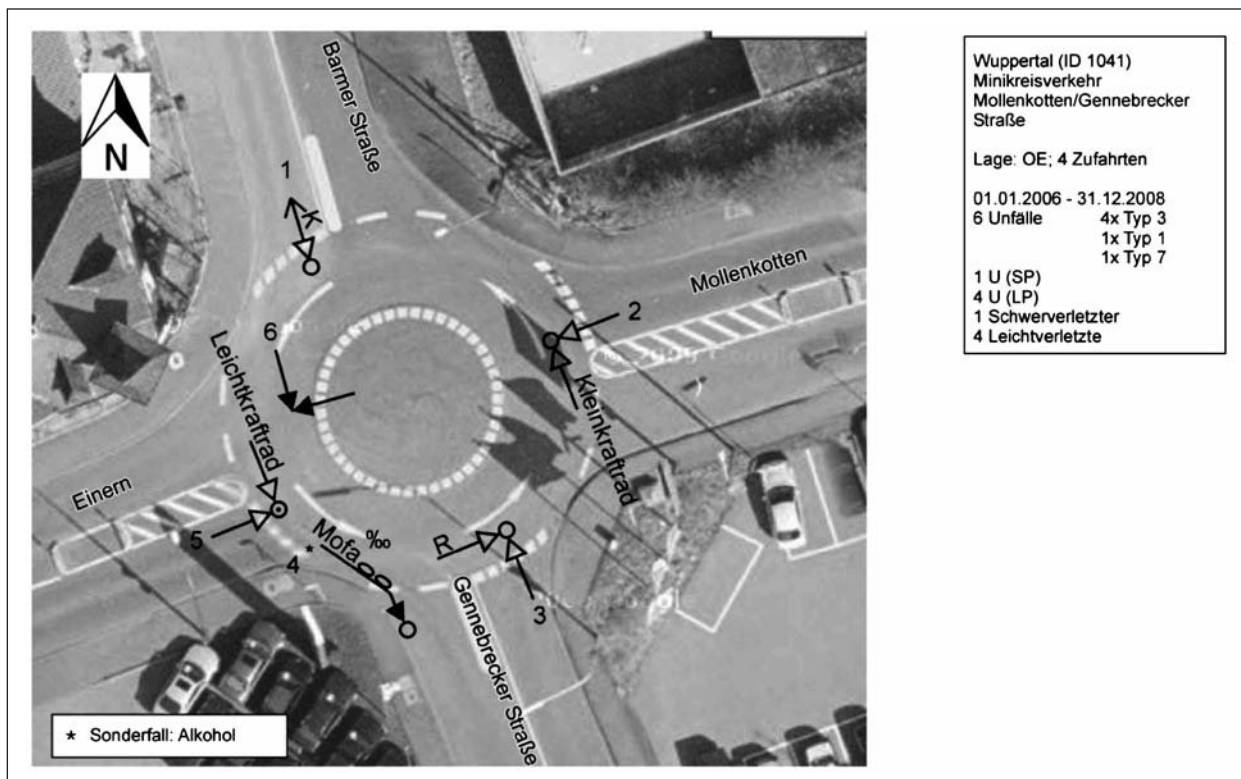 Wuppertal (ID 1041)
Minikreisverkehr
Mollenkotten/Gennebrecker
Straße
Lage: OE; 4 Zufahrten
01.01.2006 - 31.12.2008
6 Unfälle 4x Typ 3
1x Typ 1
1x Typ 7
1 U (SP)
4 U (LP)
1 Schwerverletzter
4 Leichtverletzte
N
Barmer Straße
1
K
Mollenkotten
2
6
Leichtkraftrad
Kleinkraftrad
Einern
5
4
*
Mofa
‰
R
3
Gennebrecker Straße
* Sonderfall: Alkohol